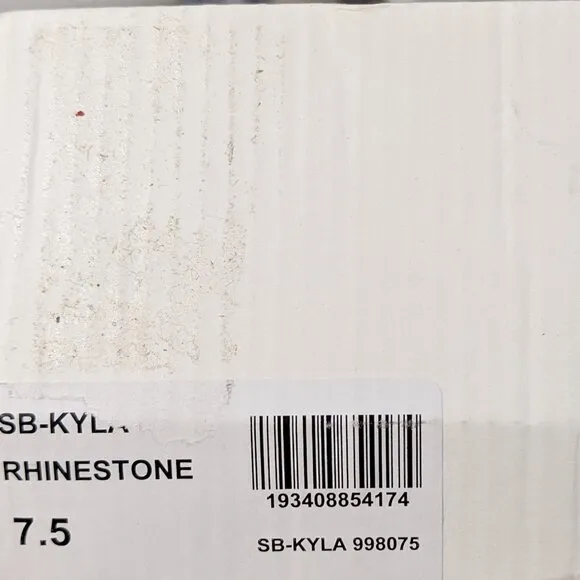 SB-KYLA
RHINESTONE
7.5
193408854174
SB-KYLA 998075